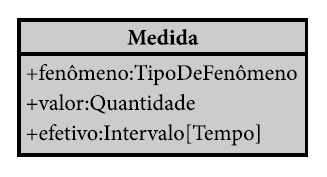 Medida
+fenômeno:TipoDeFenômeno
+valor:Quantidade
+efetivo:Intervalo[Tempo]